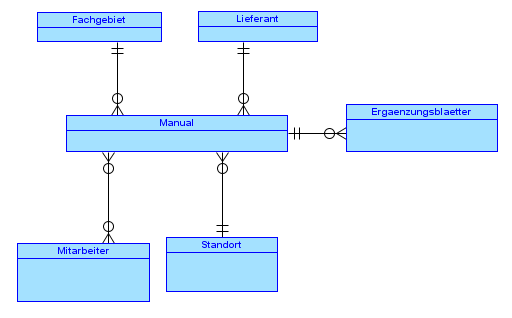 Fachgebiet
Lieferant
Manual
Ergaenzungsblaetter
Mitarbeiter
Standort